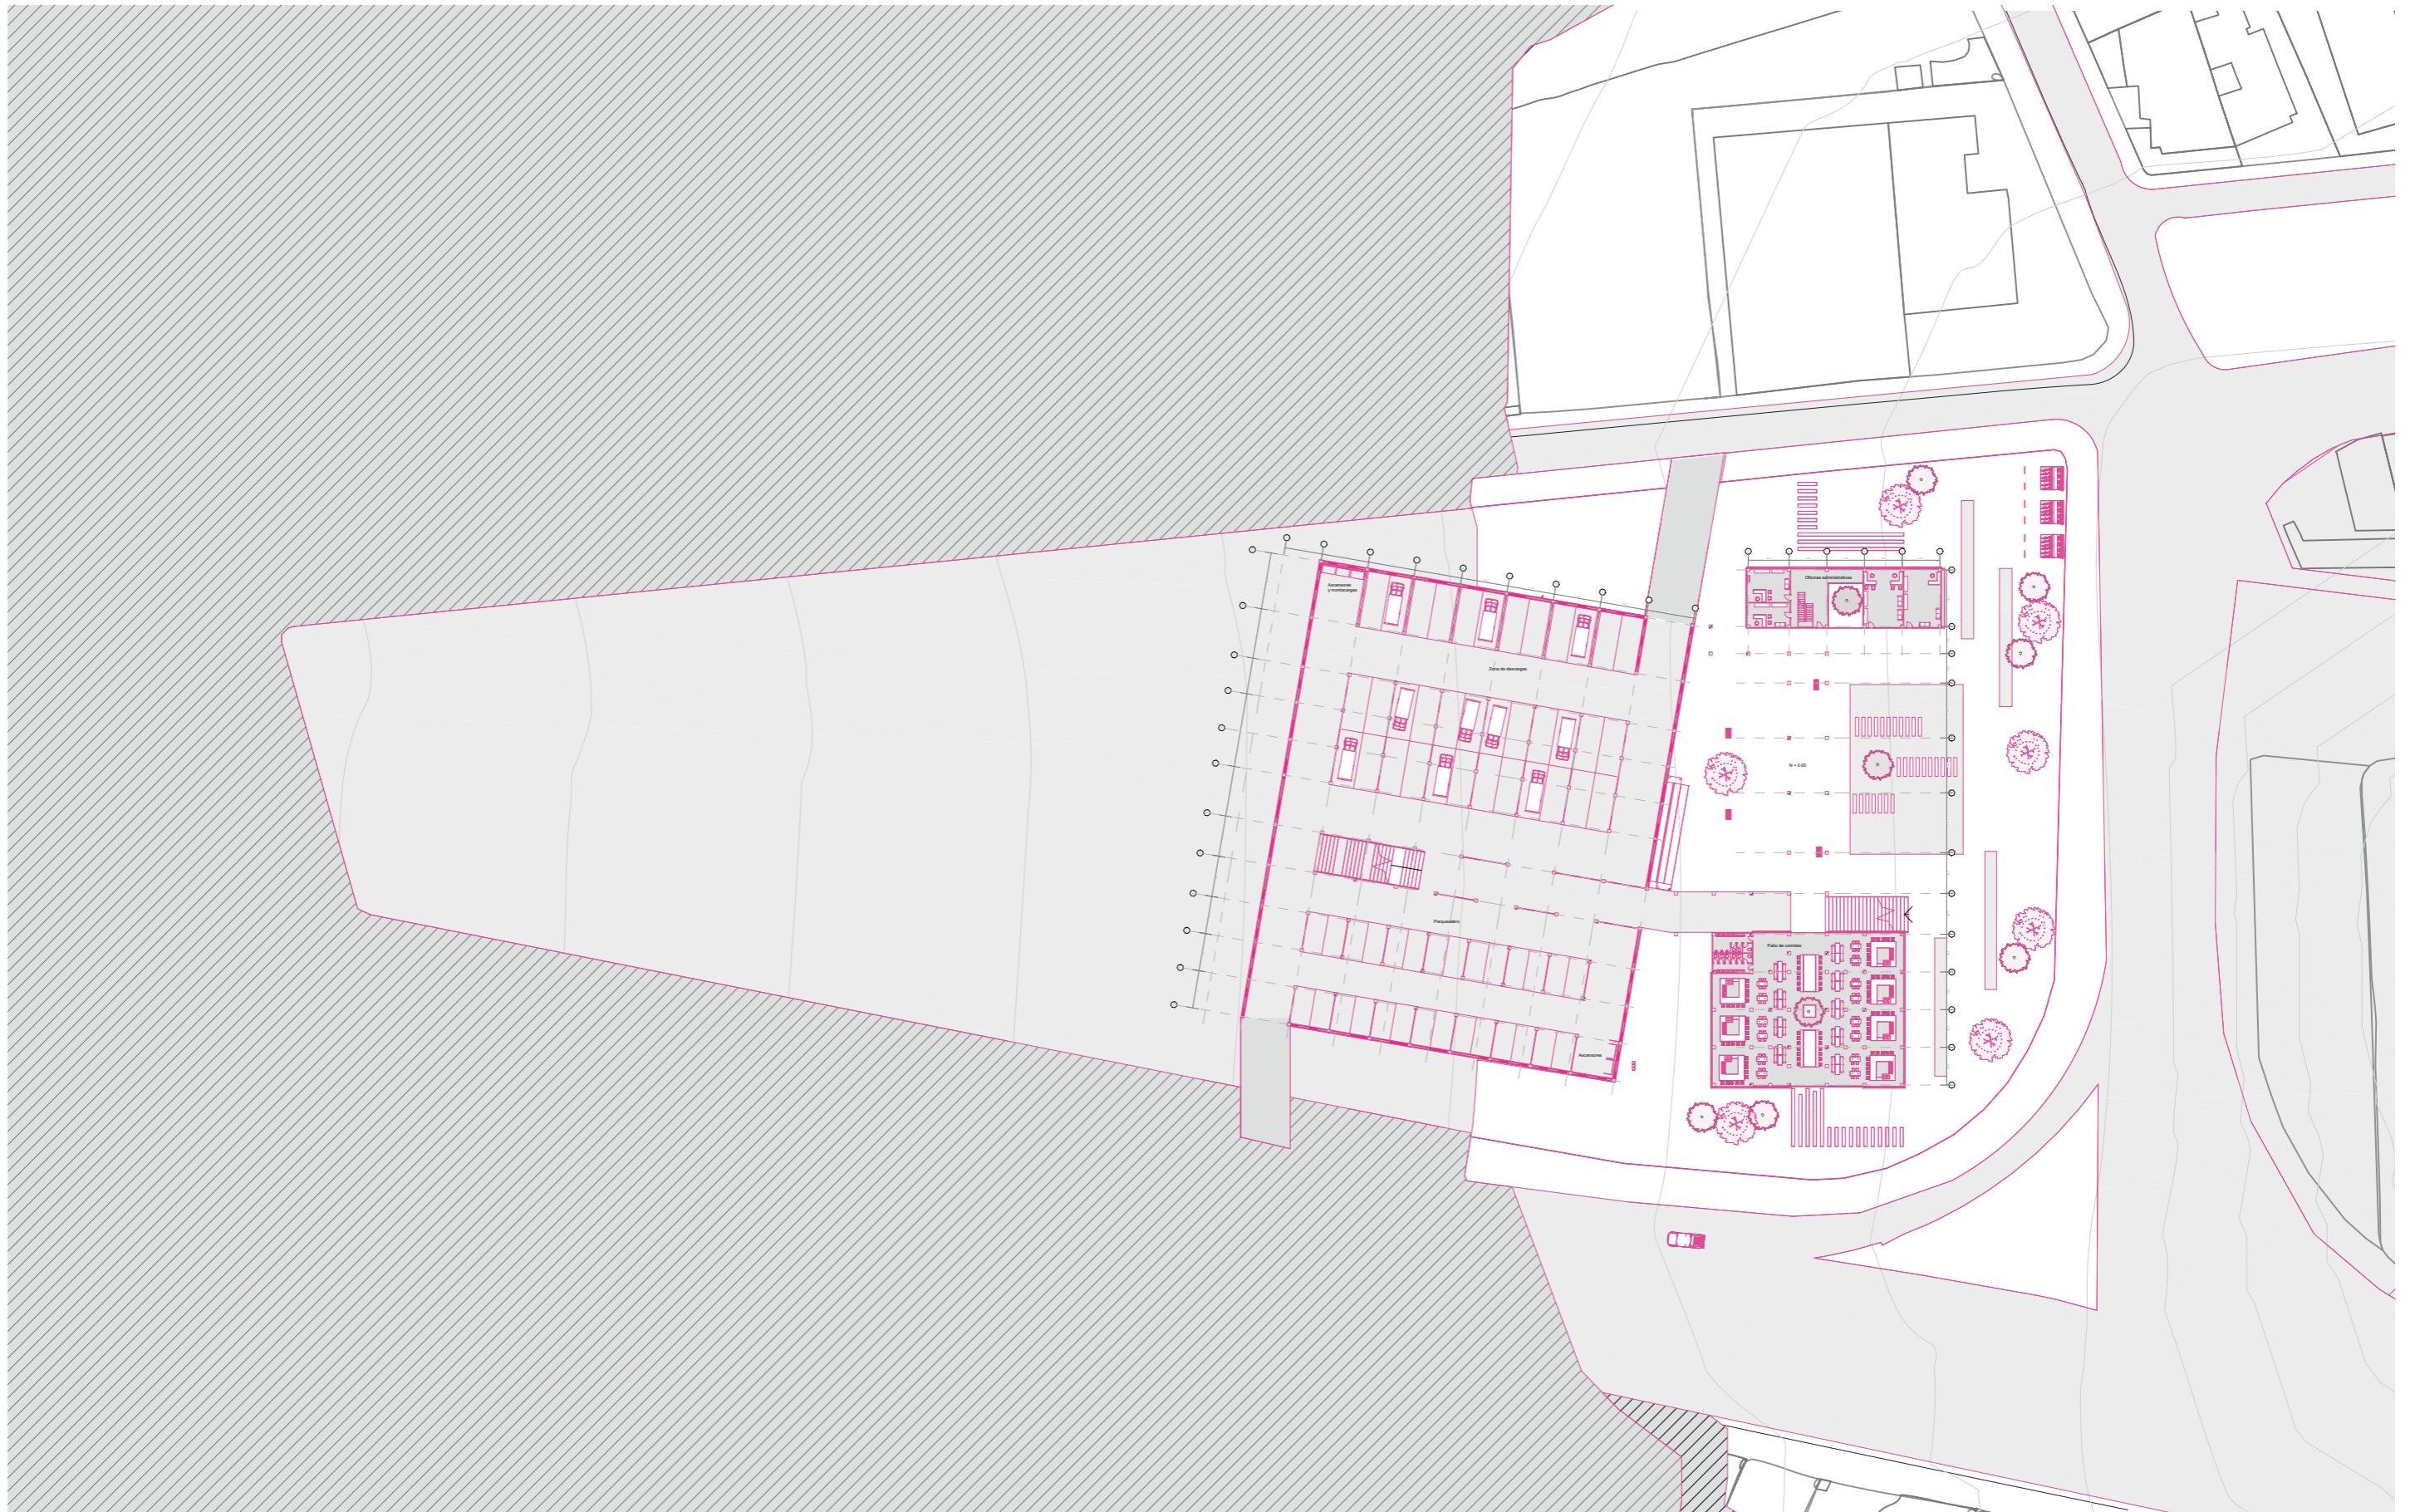 Ascensores
y montacargas
Oficinas administrativas
Zona de descargas
N + 0.00
Parqueadero
Patio de comidas
Ascensores